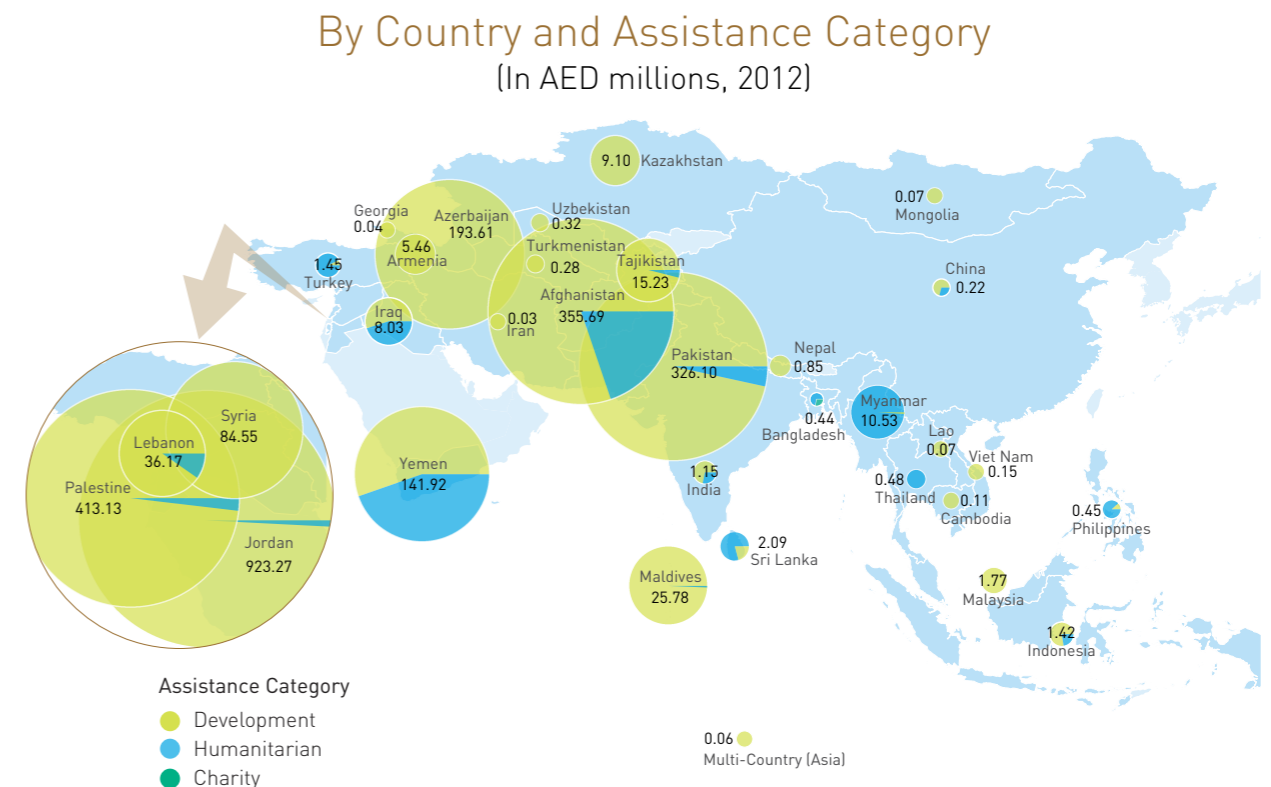 By Country and Assistance Category
(In AED millions, 2012)
9.10 Kazakhstan
0.07
Mongolia
Georgia
0.04
Azerbaijan
193.61
Uzbekistan
0.32
5.46
Armenia
Turkmenistan
0.28
Tajikistan
15.23
1.45
Turkey
China
0.22
Afghanistan
355.69
Iraq
8.03
0.03
Iran
Pakistan
326.10
Nepal
0.85
Myanmar
10.53
0.44
Bangladesh
Syria
84.55
Lebanon
36.17
Palestine
413.13
Jordan
923.27
Yemen
141.92
1.15
India
Lao
0.07
Viet Nam
0.15
0.48
Thailand
0.11
Cambodia
0.45
Philippines
2.09
Sri Lanka
Maldives
25.78
1.77
Malaysia
1.42
Indonesia
Assistance Category
Development
Humanitarian
Charity
0.06
Multi-Country (Asia)